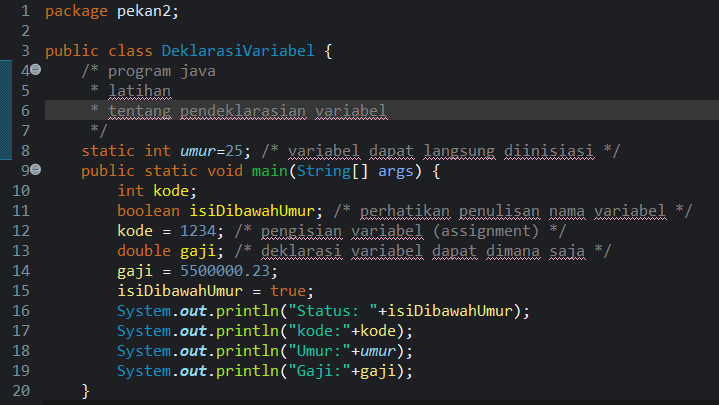 1 package pekan2;
2
3 public class DeklarasiVariabel {
4     /* program java
5      * latihan
6      * tentang pendeklarasian variabel
7      */
8     static int umur=25; /* variabel dapat langsung diinisiasi */
9     public static void main(String[] args) {
10         int kode;
11         boolean isiDibawahUmur; /* perhatikan penulisan nama variabel */
12         kode = 1234; /* pengisian variabel (assignment) */
13         double gaji; /* deklarasi variabel dapat dimana saja */
14         gaji = 5500000.23;
15         isiDibawahUmur = true;
16         System.out.println("Status: "+isiDibawahUmur);
17         System.out.println("kode:"+kode);
18         System.out.println("Umur:"+umur);
19         System.out.println("Gaji:"+gaji);
20     }